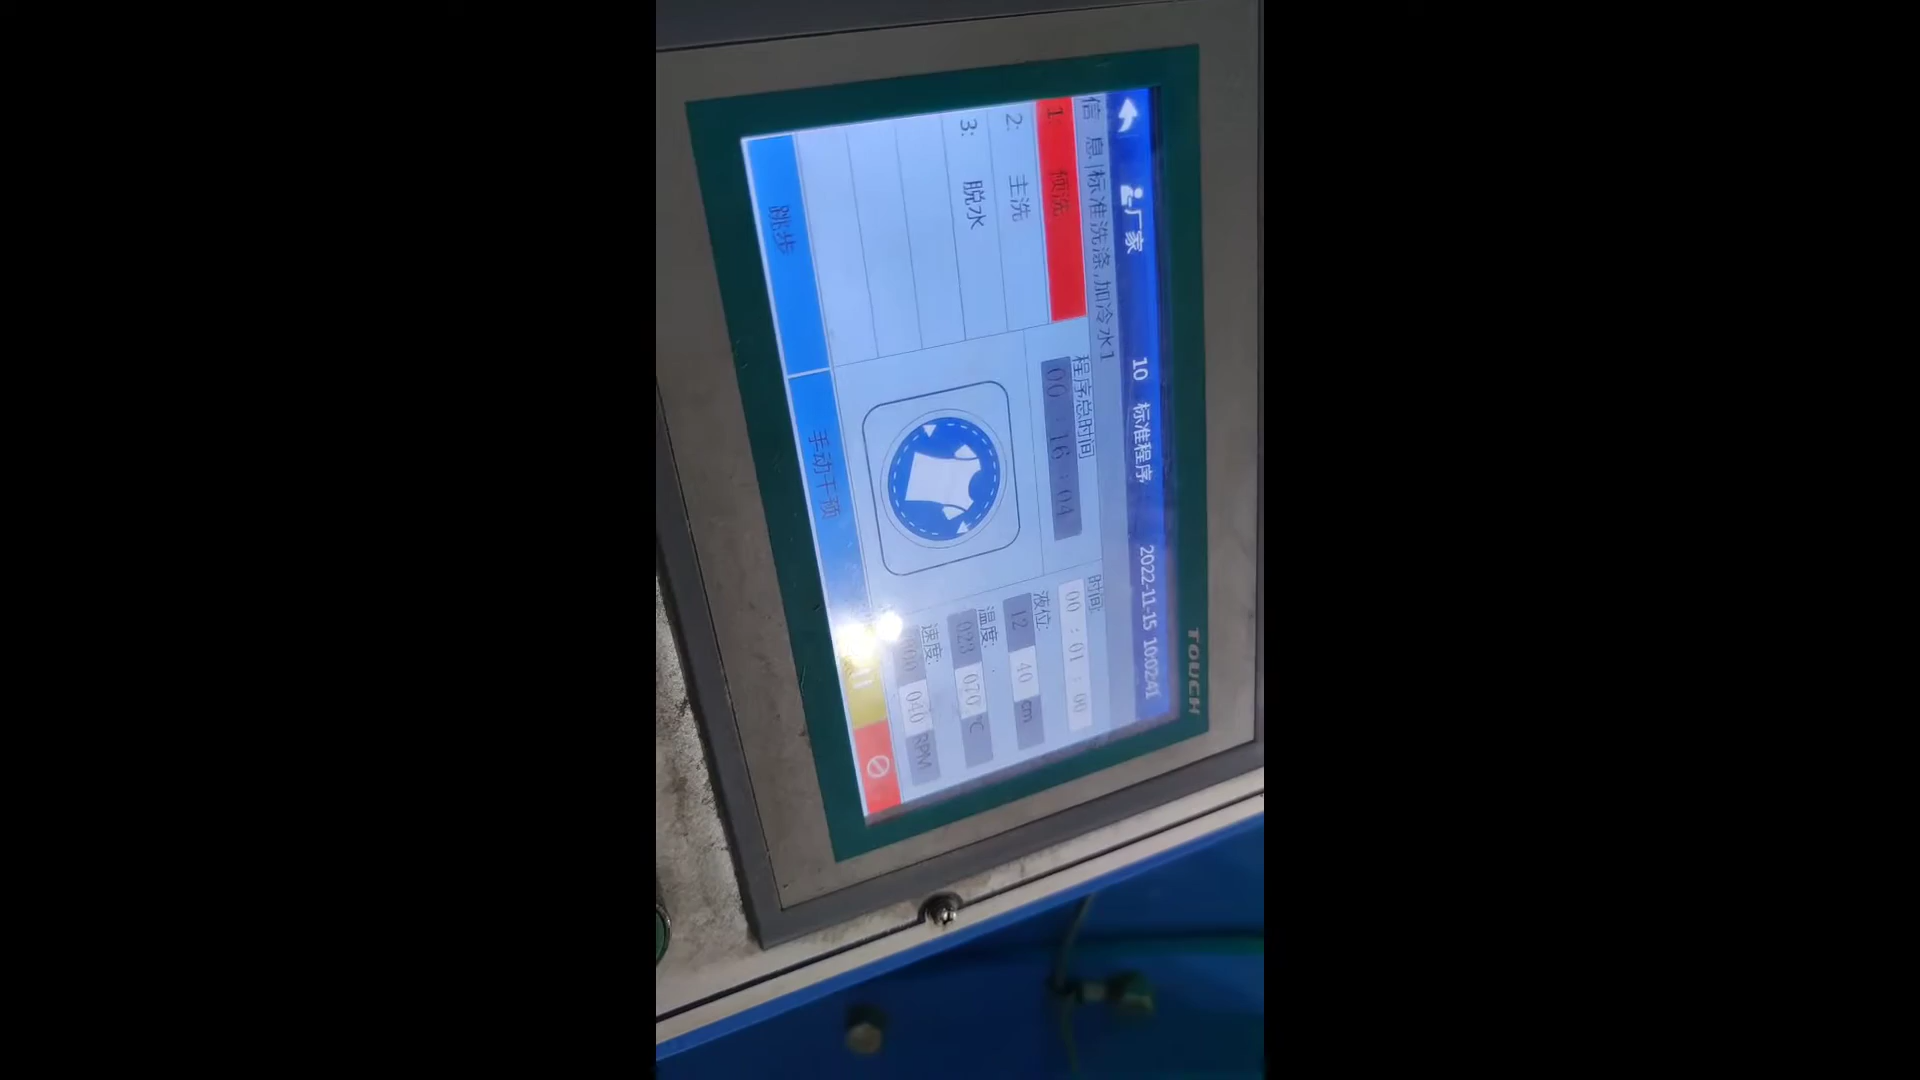 TOUCH
厂家 10 标准程序 2022-11-15 10:02:41
信 息 标准洗涤,加冷水1
1: 预洗
2: 主洗
3: 脱水
程序总时间
00 : 16 : 04
时间:
00 : 01 : 00
液位:
12 40 cm
温度:
023 070 ℃
速度:
040 RPM
跳步
手动干预